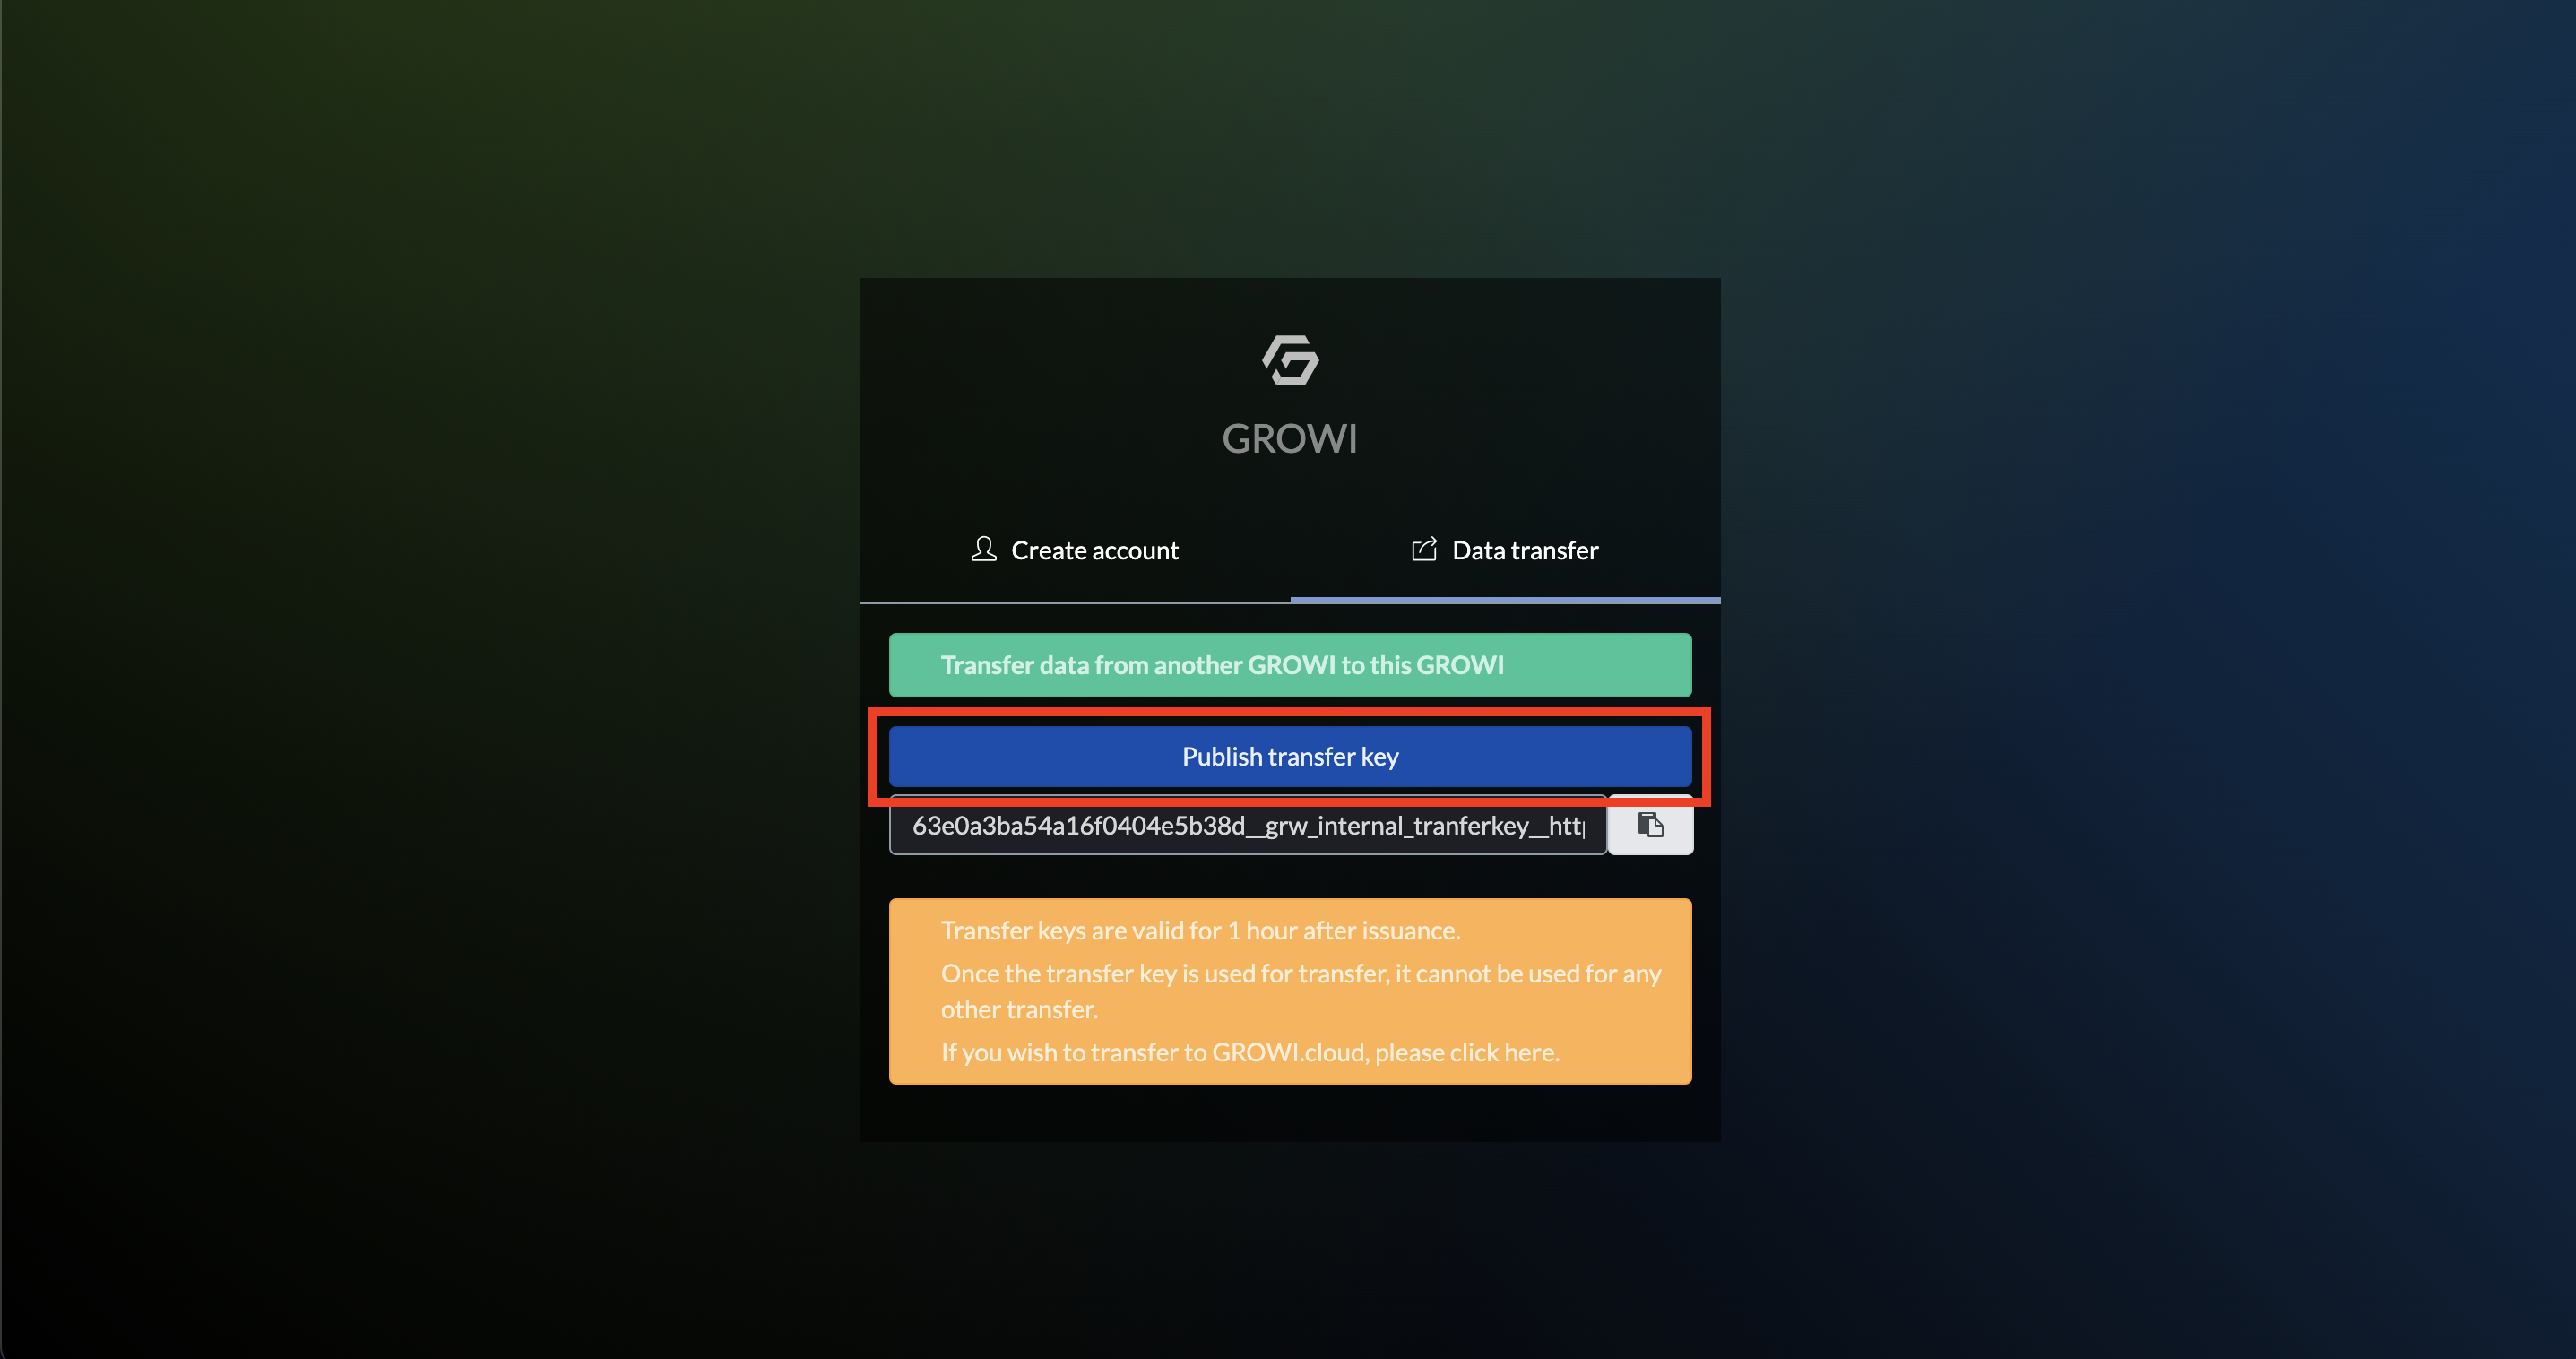 GROWI
Create account
Data transfer
Transfer data from another GROWI to this GROWI
Publish transfer key
63e0a3ba54a16f0404e5b38d__grw_internal_tranferkey__http
Transfer keys are valid for 1 hour after issuance.
Once the transfer key is used for transfer, it cannot be used for any
other transfer.
If you wish to transfer to GROWI.cloud, please click here.